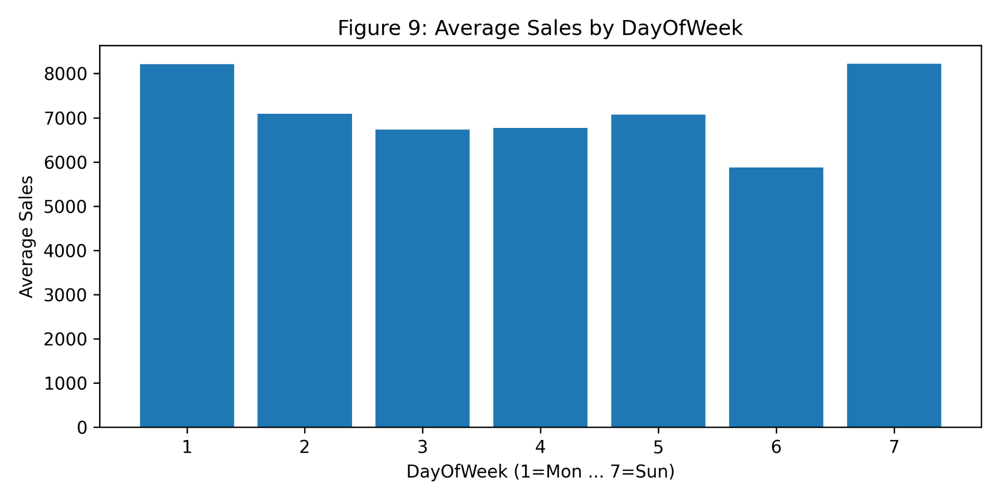 Figure 9: Average Sales by DayOfWeek
8000
7000
6000
5000
4000
3000
2000
1000
0
Average Sales
1 2 3 4 5 6 7
DayOfWeek (1=Mon ... 7=Sun)